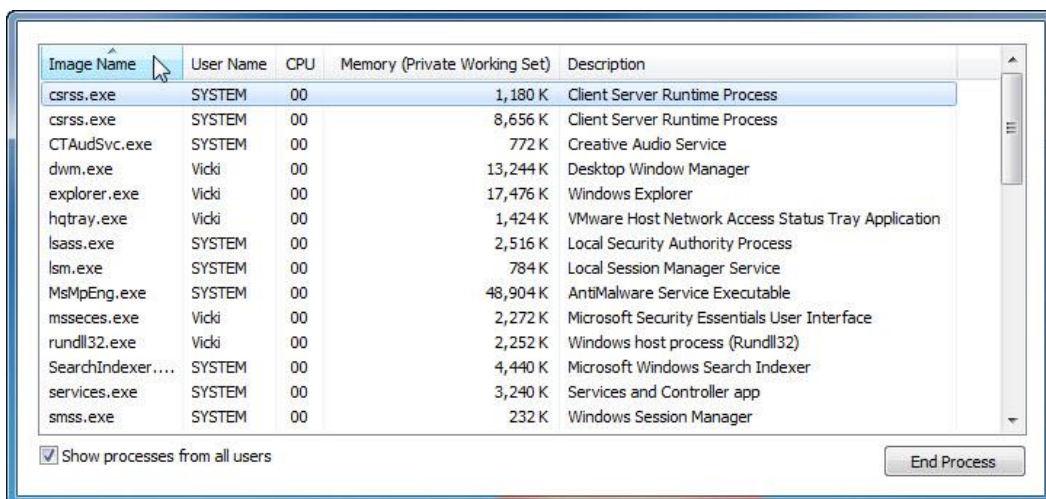 Image Name User Name CPU Memory (Private Working Set) Description
csrss.exe SYSTEM 00 1,180 K Client Server Runtime Process
csrss.exe SYSTEM 00 8,656 K Client Server Runtime Process
CTAudSvc.exe SYSTEM 00 772 K Creative Audio Service
dwm.exe Vicki 00 13,244 K Desktop Window Manager
explorer.exe Vicki 00 17,476 K Windows Explorer
hqtray.exe Vicki 00 1,424 K VMware Host Network Access Status Tray Application
lsass.exe SYSTEM 00 2,516 K Local Security Authority Process
lsm.exe SYSTEM 00 784 K Local Session Manager Service
MsMpEng.exe SYSTEM 00 48,904 K AntiMalware Service Executable
msseces.exe Vicki 00 2,272 K Microsoft Security Essentials User Interface
rundll32.exe Vicki 00 2,252 K Windows host process (Rundll32)
SearchIndexer.... SYSTEM 00 4,440 K Microsoft Windows Search Indexer
services.exe SYSTEM 00 3,240 K Services and Controller app
smss.exe SYSTEM 00 232 K Windows Session Manager
Show processes from all users
End Process